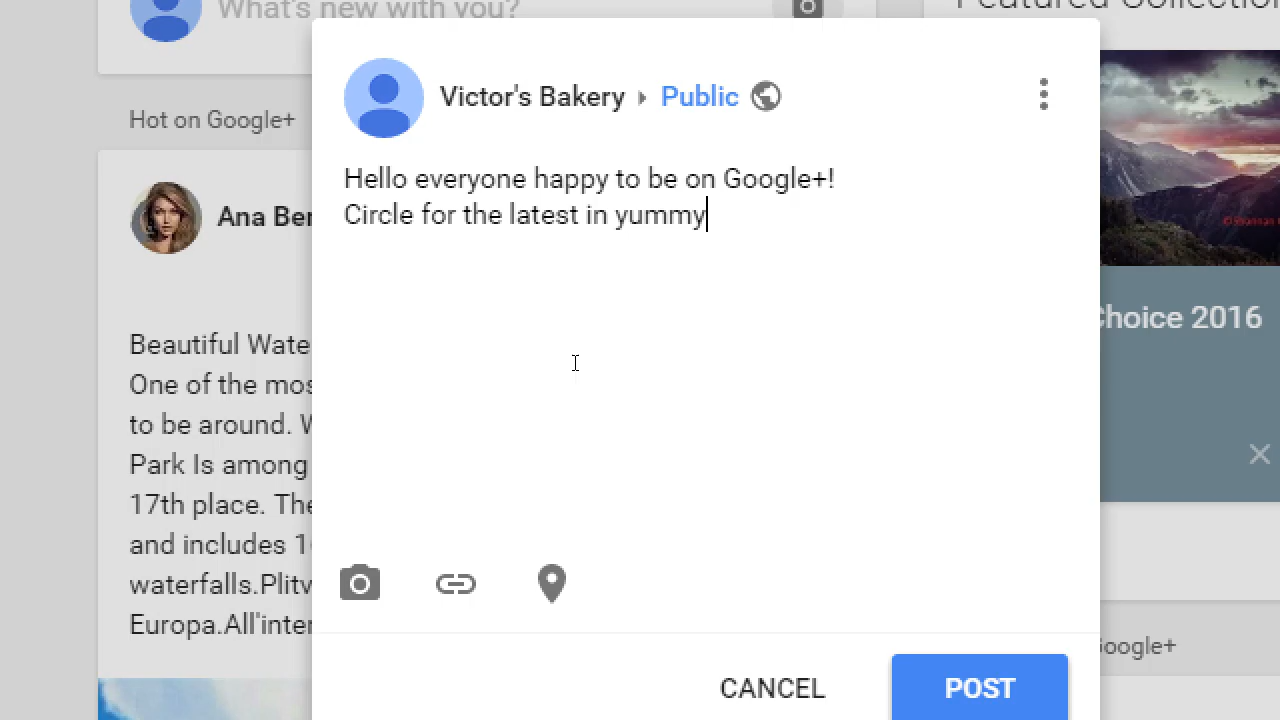 What's new with you?
Featured Collection
Hot on Google+
Victor's Bakery
Public
Hello everyone happy to be on Google+!
Circle for the latest in yummy
Ana Ber
Choice 2016
Beautiful Wate
One of the mos
to be around. W
Park Is among
17th place. The
and includes 1
waterfalls.Plitv
Europa.All'inter
Google+
CANCEL
POST